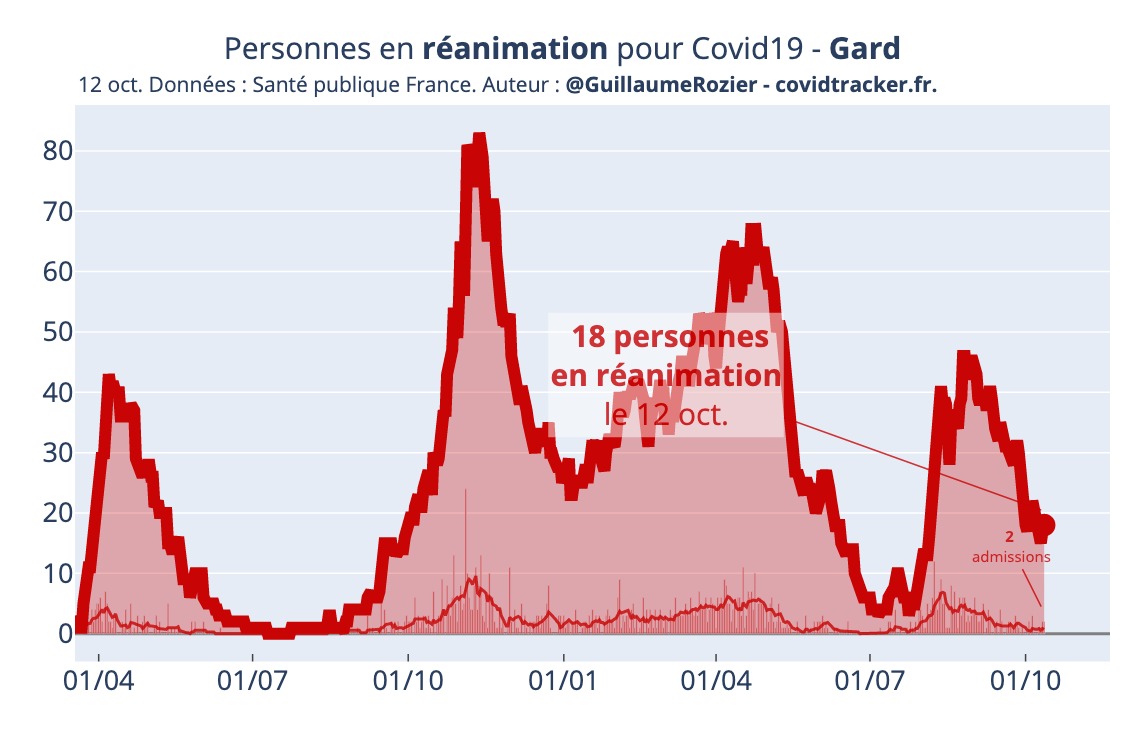 Personnes en réanimation pour Covid19 - Gard
12 oct. Données : Santé publique France. Auteur : @GuillaumeRozier - covidtracker.fr.
80
70
60
50
40
30
20
10
0
18 personnes
en réanimation
le 12 oct.
2
admissions
01/04
01/07
01/10
01/01
01/04
01/07
01/10